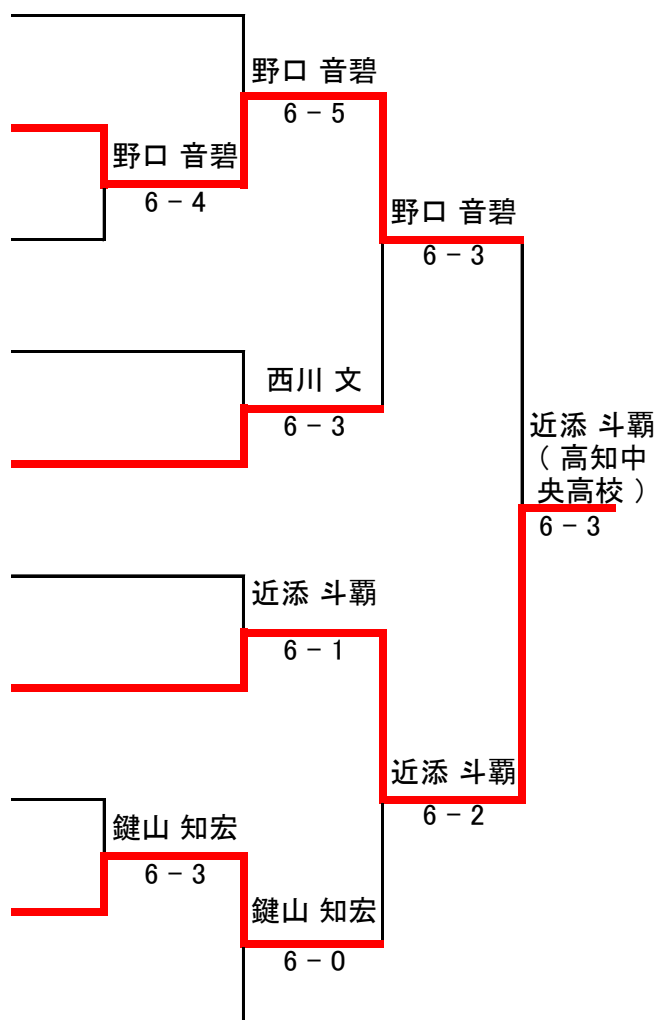 野口 音碧
6 - 5
野口 音碧
6 - 4
野口 音碧
6 - 3
西川 文
6 - 3
近添 斗覇
( 高知中
央高校 )
6 - 3
近添 斗覇
6 - 1
近添 斗覇
6 - 2
鍵山 知宏
6 - 3
鍵山 知宏
6 - 0